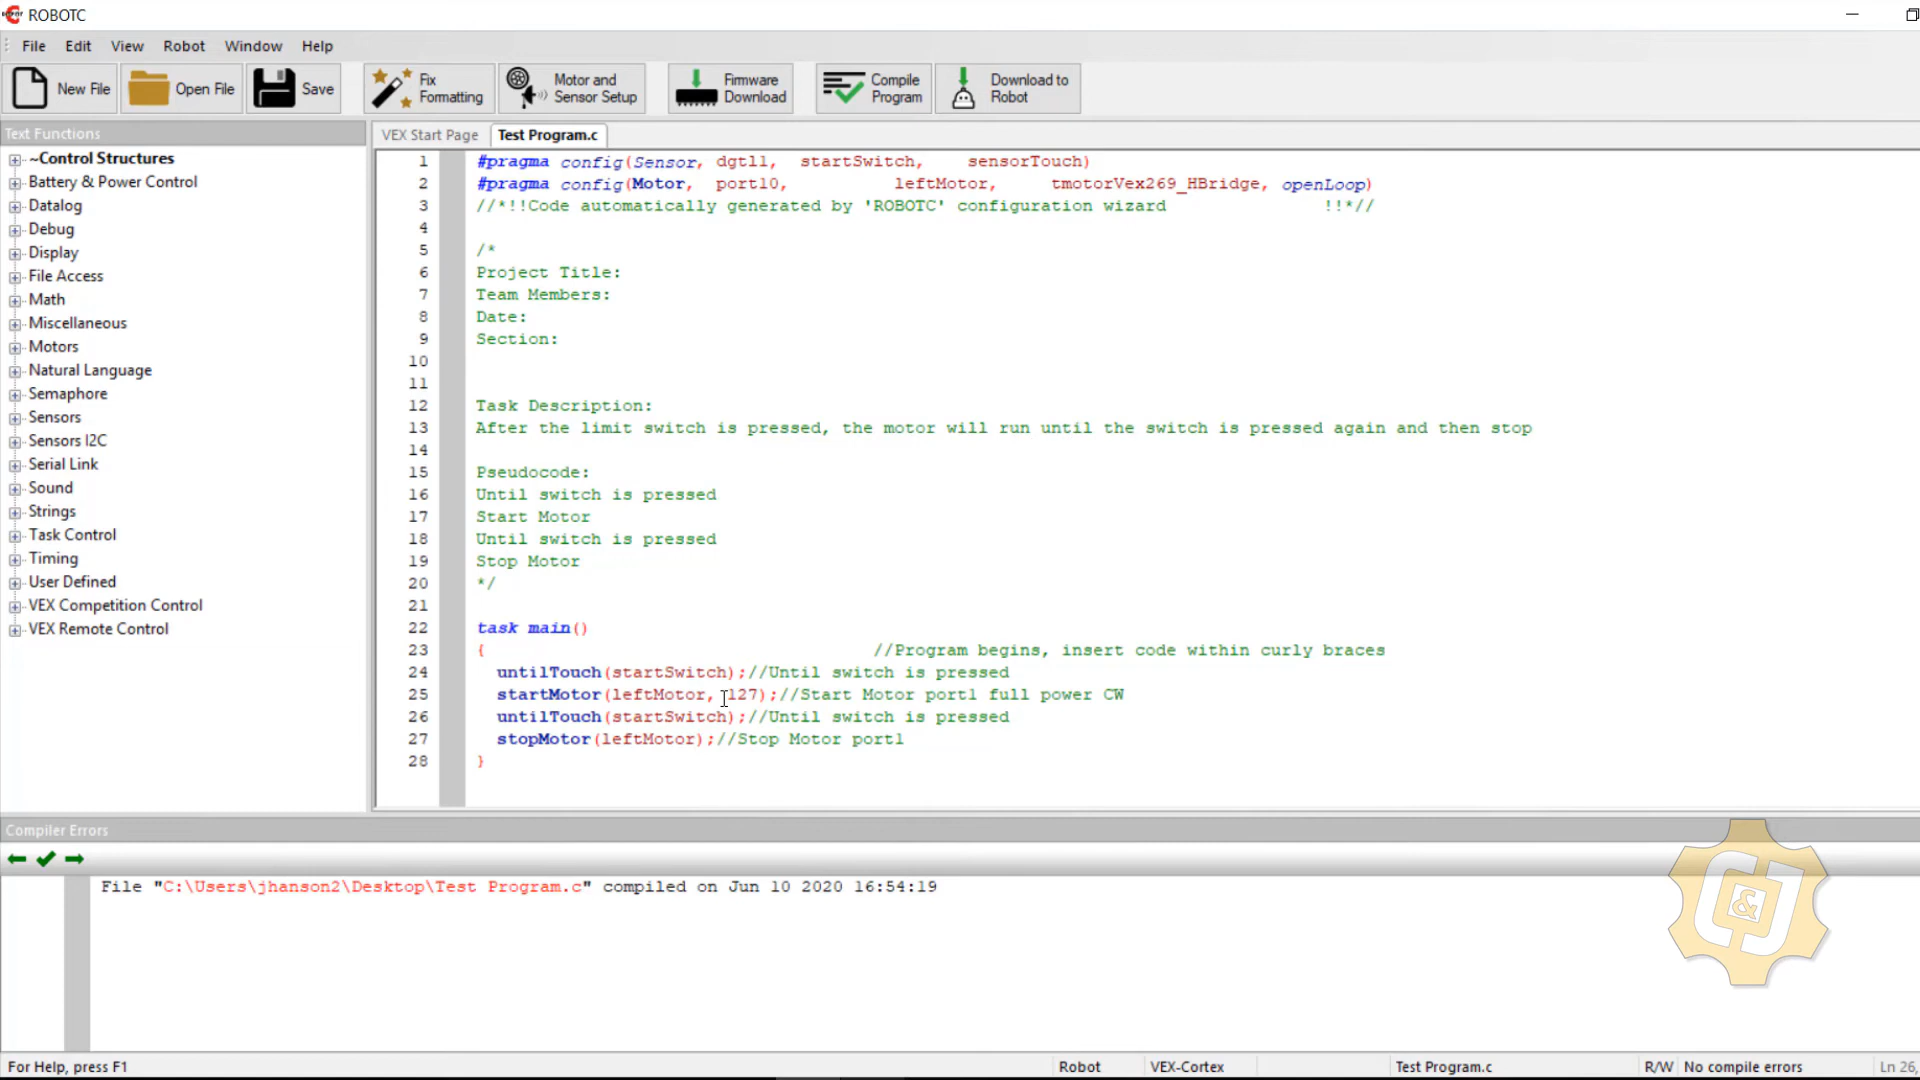 ROBOTC
File Edit View Robot Window Help
New File Open File Save Fix Formatting Motor and Sensor Setup Firmware Download Compile Program Download to Robot
Text Functions
~Control Structures
Battery & Power Control
Datalog
Debug
Display
File Access
Math
Miscellaneous
Motors
Natural Language
Semaphore
Sensors
Sensors I2C
Serial Link
Sound
Strings
Task Control
Timing
User Defined
VEX Competition Control
VEX Remote Control
VEX Start Page Test Program.c
1 #pragma config(Sensor, dgtl1, startSwitch, sensorTouch)
2 #pragma config(Motor, port10, leftMotor, tmotorVex269_HBridge, openLoop)
3 //*!!Code automatically generated by 'ROBOTC' configuration wizard !!*//
4
5 /*
6 Project Title:
7 Team Members:
8 Date:
9 Section:
10
11
12 Task Description:
13 After the limit switch is pressed, the motor will run until the switch is pressed again and then stop
14
15 Pseudocode:
16 Until switch is pressed
17 Start Motor
18 Until switch is pressed
19 Stop Motor
20 */
21
22 task main()
23 { //Program begins, insert code within curly braces
24 untilTouch(startSwitch);//Until switch is pressed
25 startMotor(leftMotor, 127);//Start Motor port1 full power CW
26 untilTouch(startSwitch);//Until switch is pressed
27 stopMotor(leftMotor);//Stop Motor port1
28 }
Compiler Errors
File "C:\Users\jhanson2\Desktop\Test Program.c" compiled on Jun 10 2020 16:54:19
&
For Help, press F1 Robot VEX-Cortex Test Program.c R/W No compile errors Ln 26,